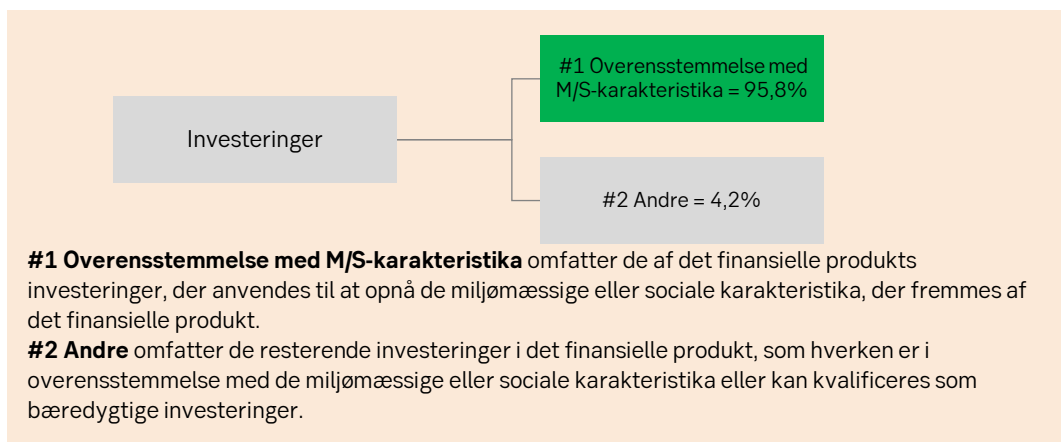 #1 Overensstemmelse med
M/S-karakteristika = 95,8%
Investeringer
#2 Andre = 4,2%
#1 Overensstemmelse med M/S-karakteristika omfatter de af det finansielle produkts
investeringer, der anvendes til at opnå de miljømæssige eller sociale karakteristika, der fremmes af
det finansielle produkt.
#2 Andre omfatter de resterende investeringer i det finansielle produkt, som hverken er i
overensstemmelse med de miljømæssige eller sociale karakteristika eller kan kvalificeres som
bæredygtige investeringer.